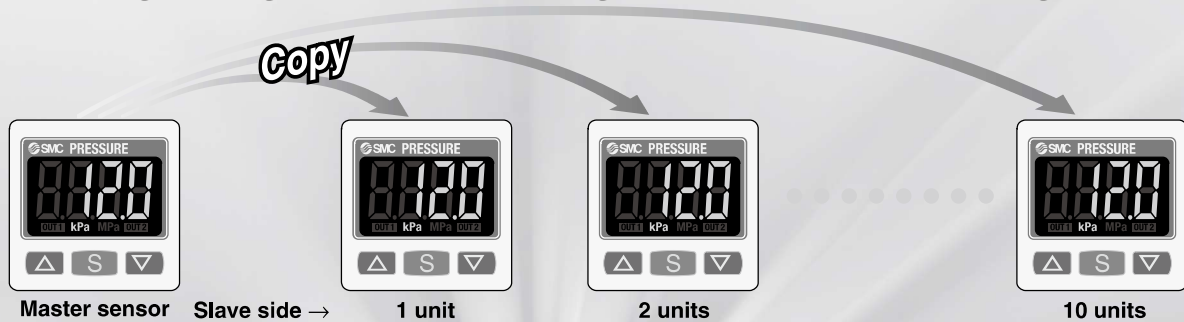 Copy
SMC PRESSURE
12.0
OUT1 kPa MPa OUT2
S
SMC PRESSURE
12.0
OUT1 kPa MPa OUT2
S
SMC PRESSURE
12.0
OUT1 kPa MPa OUT2
S
SMC PRESSURE
12.0
OUT1 kPa MPa OUT2
S
Master sensor Slave side → 1 unit 2 units 10 units